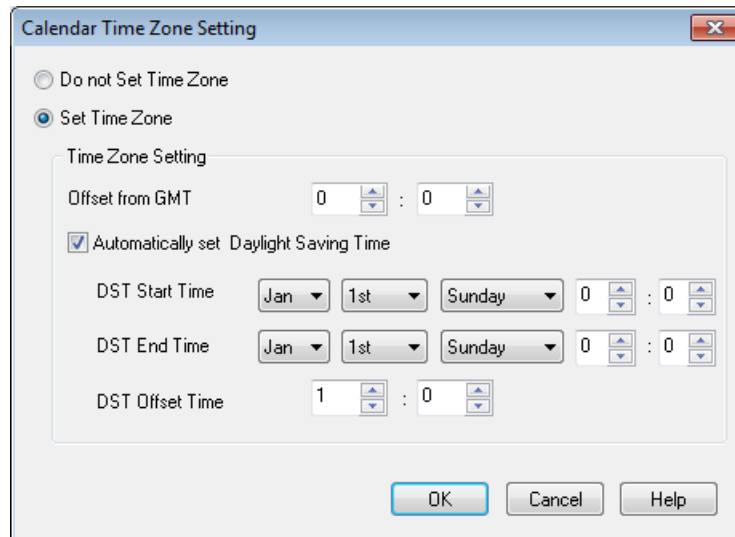 Calendar Time Zone Setting
Do not Set Time Zone
Set Time Zone
Time Zone Setting
Offset from GMT 0 : 0
Automatically set Daylight Saving Time
DST Start Time Jan 1st Sunday 0 : 0
DST End Time Jan 1st Sunday 0 : 0
DST Offset Time 1 : 0
OK Cancel Help